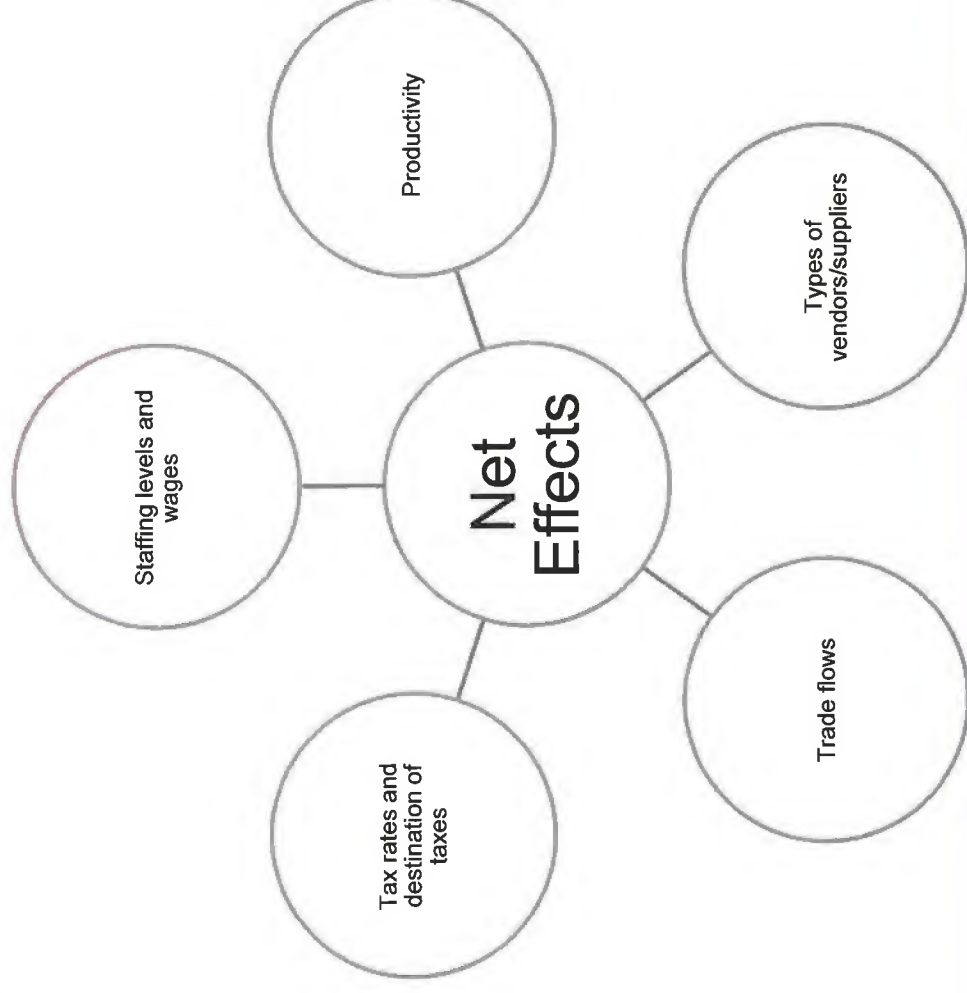 Net
Effects
Staffing levels and
wages
Productivity
Types of
vendors/suppliers
Trade flows
Tax rates and
destination of
taxes